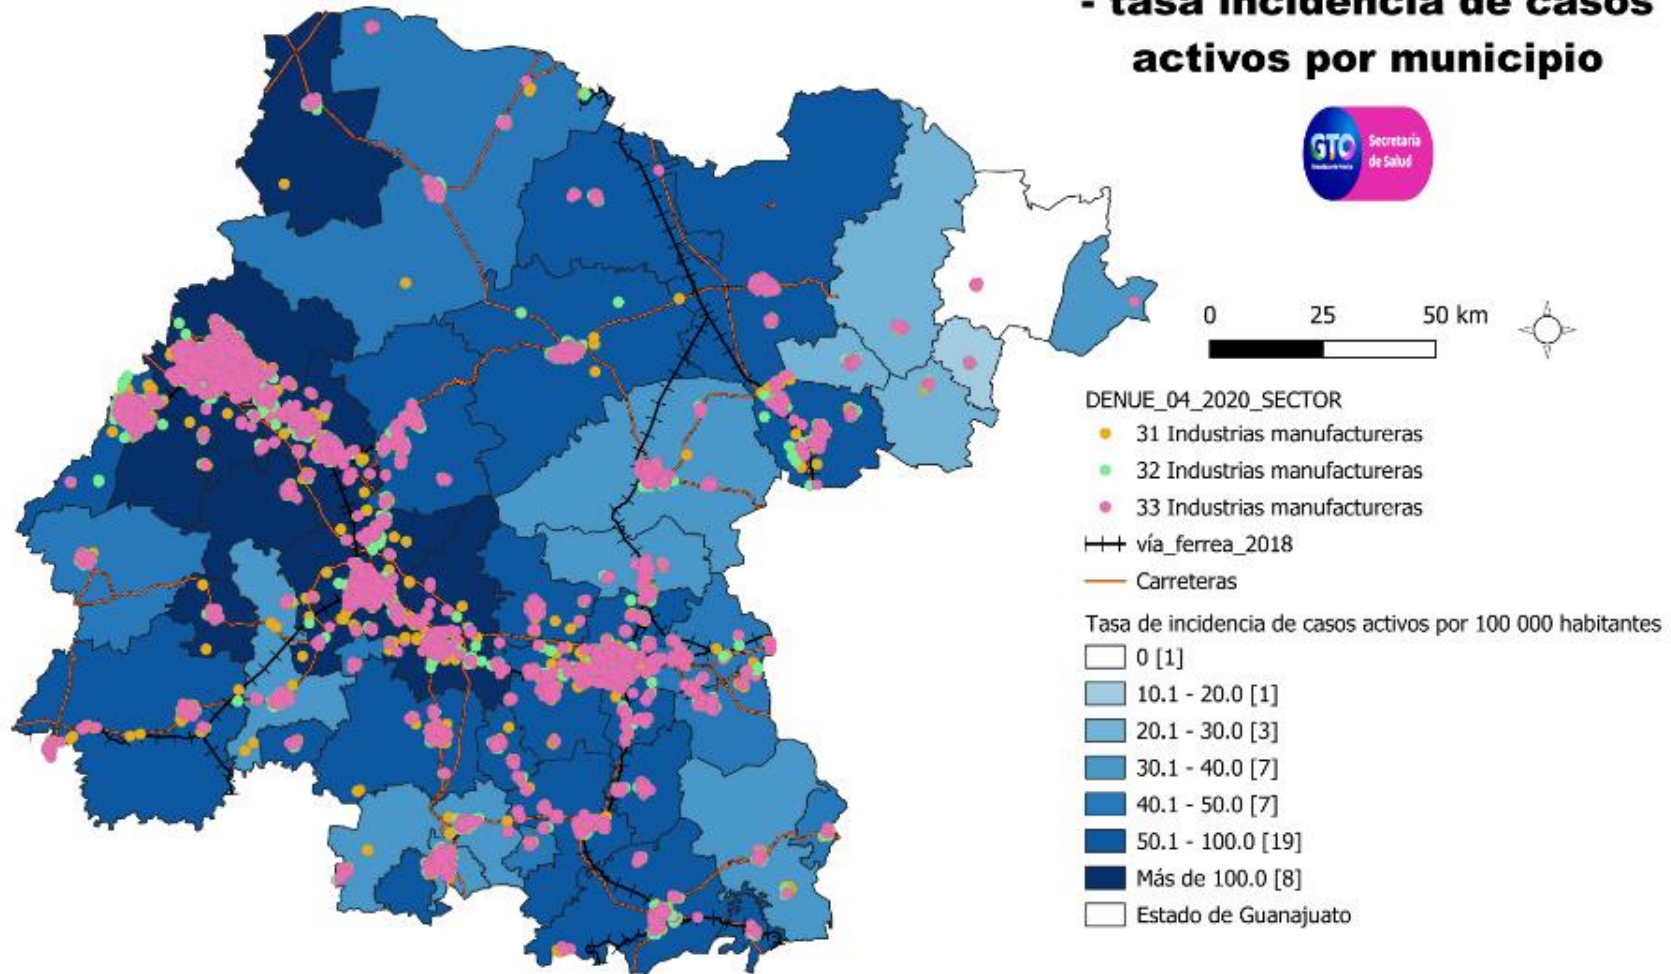 - tasa incidencia de casos
activos por municipio
GTO
Secretaría
de Salud
0 25 50 km
DENUE_04_2020_SECTOR
31 Industrias manufactureras
32 Industrias manufactureras
33 Industrias manufactureras
vía_ferrea_2018
Carreteras
Tasa de incidencia de casos activos por 100 000 habitantes
0 [1]
10.1 - 20.0 [1]
20.1 - 30.0 [3]
30.1 - 40.0 [7]
40.1 - 50.0 [7]
50.1 - 100.0 [19]
Más de 100.0 [8]
Estado de Guanajuato